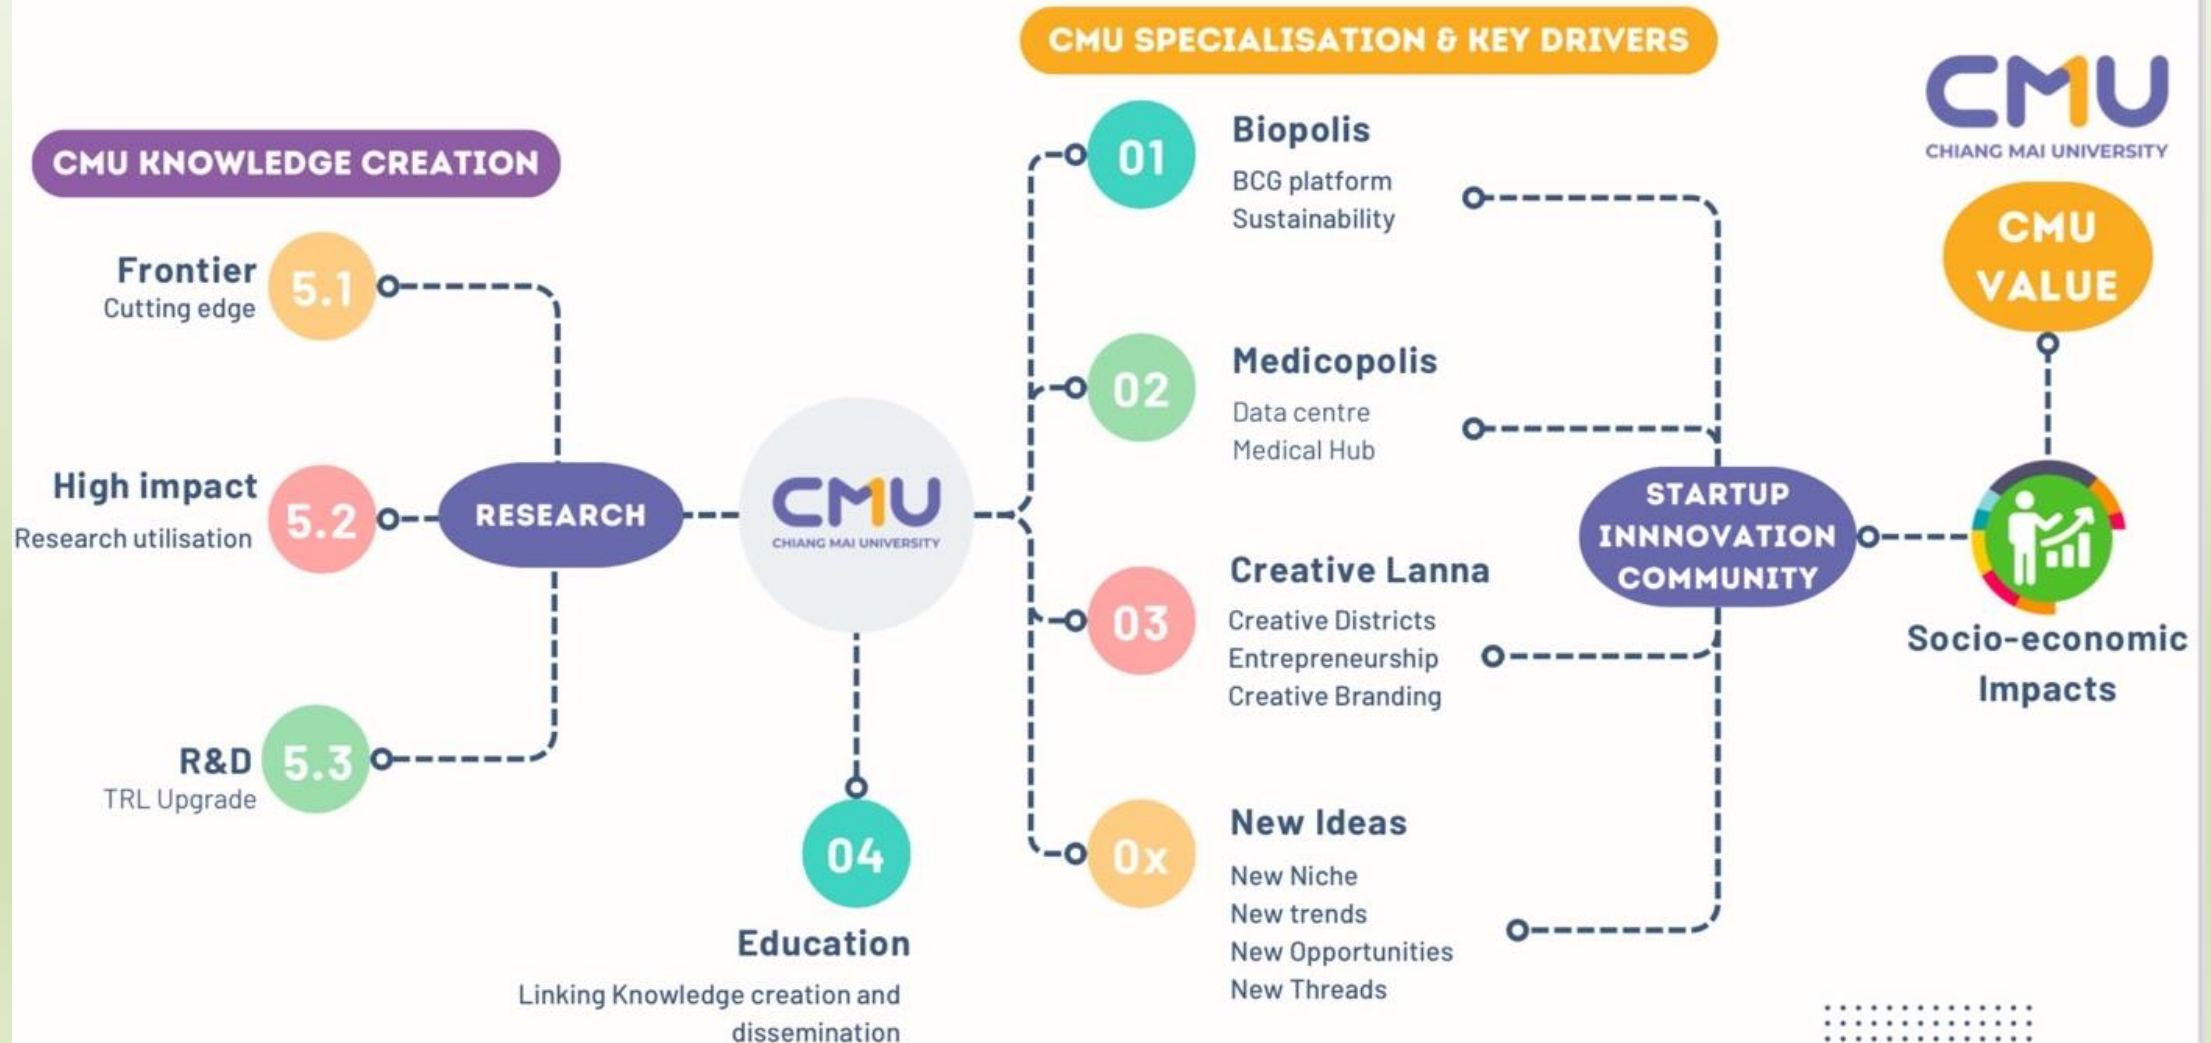 CMU SPECIALISATION & KEY DRIVERS
CMU
CHIANG MAI UNIVERSITY
CMU KNOWLEDGE CREATION
Frontier
Cutting edge
5.1
High impact
Research utilisation
5.2
R&D
TRL Upgrade
5.3
RESEARCH
CMU
CHIANG MAI UNIVERSITY
04
Education
Linking Knowledge creation and
dissemination
01
Biopolis
BCG platform
Sustainability
02
Medicopolis
Data centre
Medical Hub
03
Creative Lanna
Creative Districts
Entrepreneurship
Creative Branding
0x
New Ideas
New Niche
New trends
New Opportunities
New Threads
STARTUP
INNNOVATION
COMMUNITY
CMU
VALUE
Socio-economic
Impacts